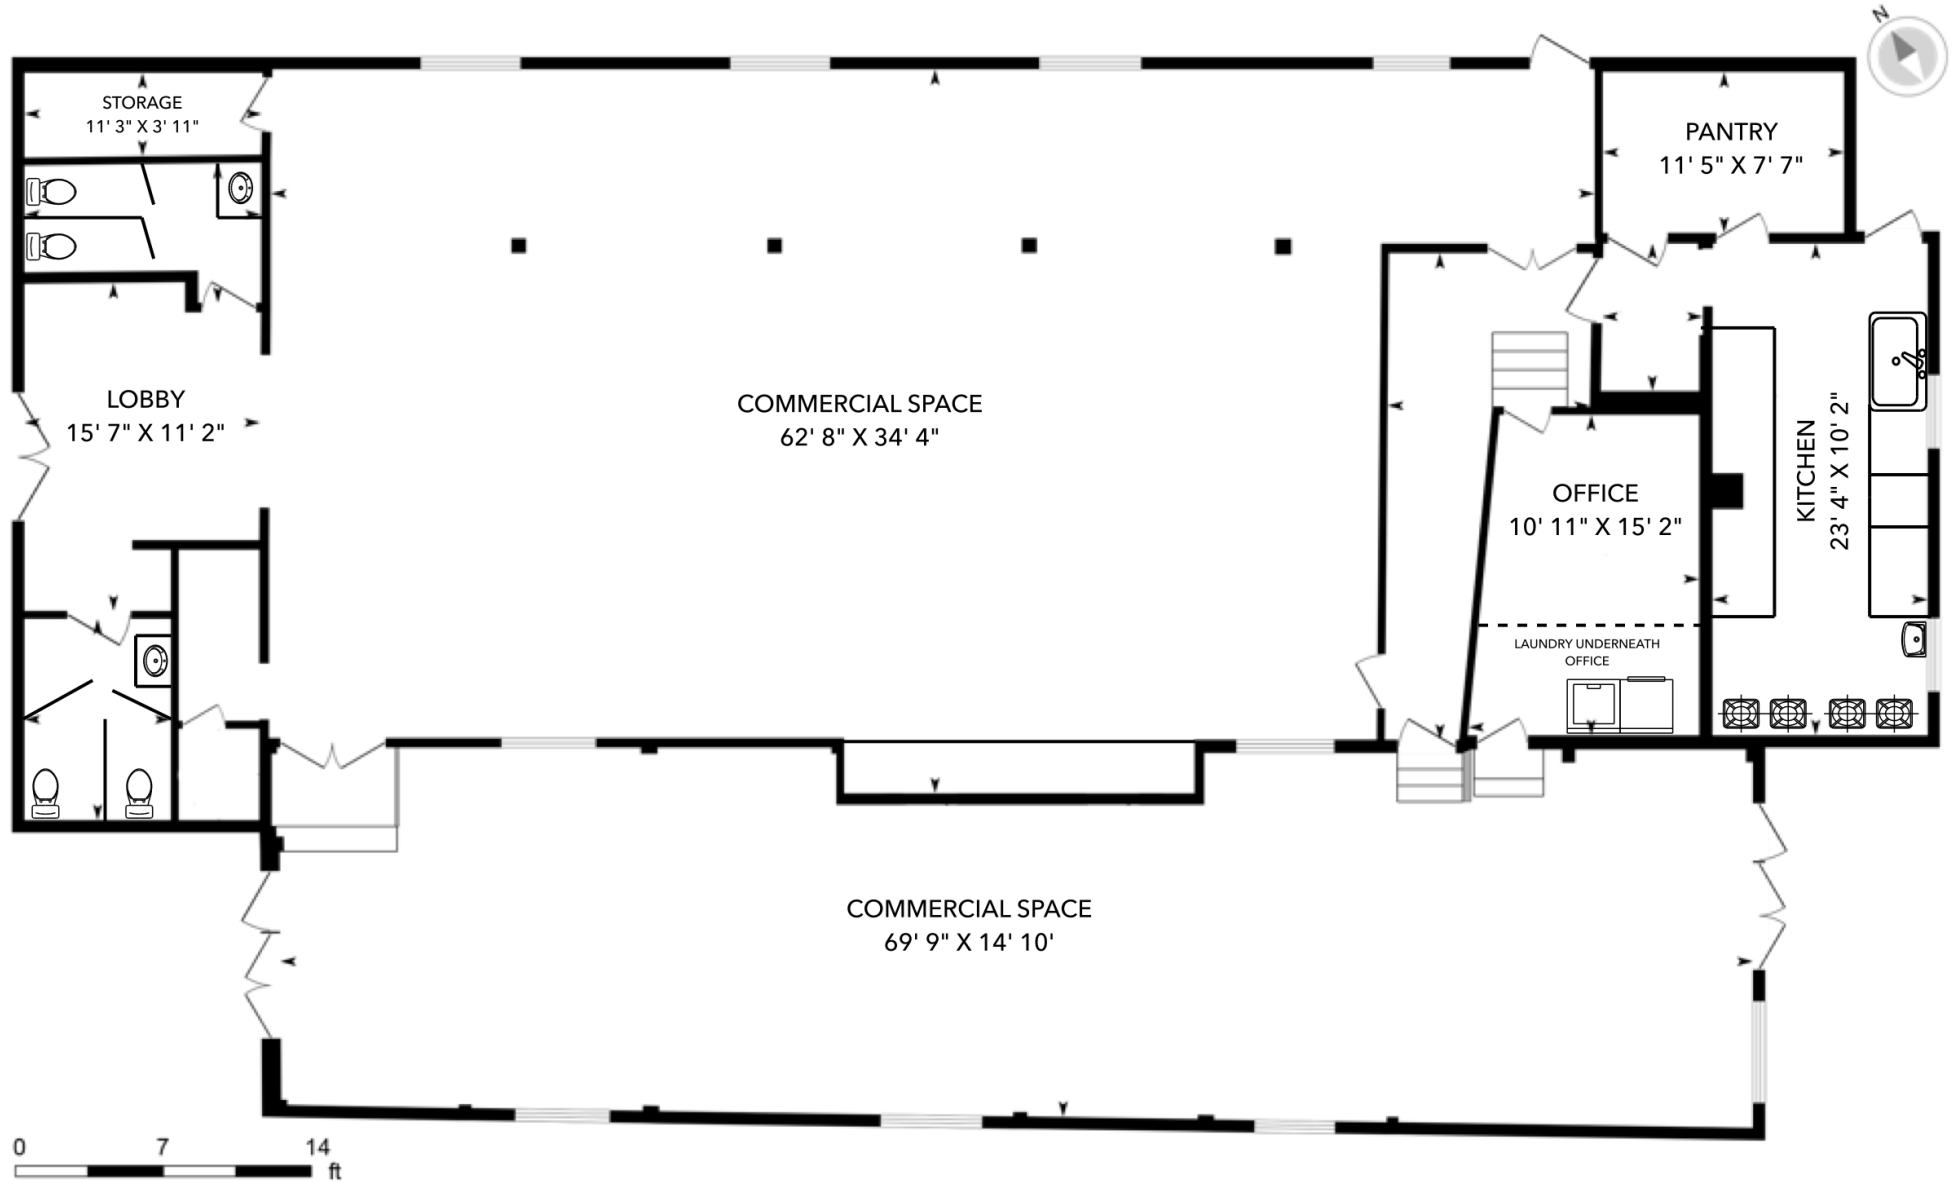 N
STORAGE
11' 3" X 3' 11"
PANTRY
11' 5" X 7' 7"
LOBBY
15' 7" X 11' 2"
COMMERCIAL SPACE
62' 8" X 34' 4"
KITCHEN
23' 4" X 10' 2"
OFFICE
10' 11" X 15' 2"
LAUNDRY UNDERNEATH
OFFICE
COMMERCIAL SPACE
69' 9" X 14' 10'
0 7 14
ft